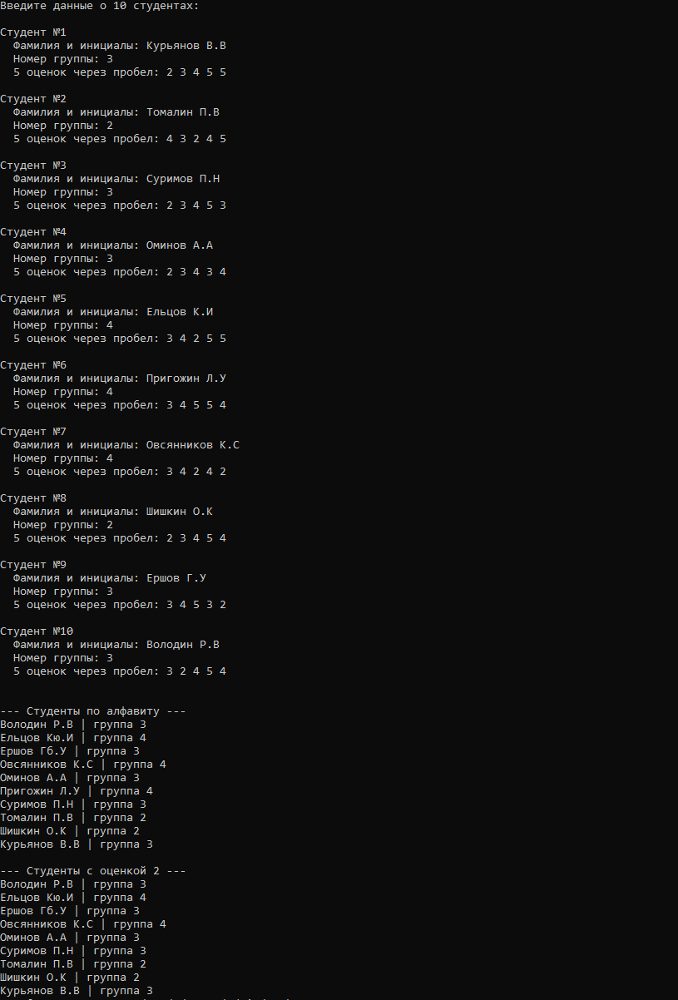 Введите данные о 10 студентах:
Студент №1
Фамилия и инициалы: Курьянов В.В
Номер группы: 3
5 оценок через пробел: 2 3 4 5 5
Студент №2
Фамилия и инициалы: Томалин П.В
Номер группы: 2
5 оценок через пробел: 4 3 2 4 5
Студент №3
Фамилия и инициалы: Суримов П.Н
Номер группы: 3
5 оценок через пробел: 2 3 4 5 3
Студент №4
Фамилия и инициалы: Оминов А.А
Номер группы: 3
5 оценок через пробел: 2 3 4 3 4
Студент №5
Фамилия и инициалы: Ельцов К.И
Номер группы: 4
5 оценок через пробел: 3 4 2 5 5
Студент №6
Фамилия и инициалы: Пригожин Л.У
Номер группы: 4
5 оценок через пробел: 3 4 5 5 4
Студент №7
Фамилия и инициалы: Овсянников К.С
Номер группы: 4
5 оценок через пробел: 3 4 2 4 2
Студент №8
Фамилия и инициалы: Шишкин О.К
Номер группы: 2
5 оценок через пробел: 2 3 4 5 4
Студент №9
Фамилия и инициалы: Ершов Г.У
Номер группы: 3
5 оценок через пробел: 3 4 5 3 2
Студент №10
Фамилия и инициалы: Володин Р.В
Номер группы: 3
5 оценок через пробел: 3 2 4 5 4
--- Студенты по алфавиту ---
Володин Р.В | группа 3
Ельцов Кю.И | группа 4
Ершов Гб.У | группа 3
Овсянников К.С | группа 4
Оминов А.А | группа 3
Пригожин Л.У | группа 4
Суримов П.Н | группа 3
Томалин П.В | группа 2
Шишкин О.К | группа 2
Курьянов В.В | группа 3
--- Студенты с оценкой 2 ---
Володин Р.В | группа 3
Ельцов Кю.И | группа 4
Ершов Гб.У | группа 3
Овсянников К.С | группа 4
Оминов А.А | группа 3
Суримов П.Н | группа 3
Томалин П.В | группа 2
Шишкин О.К | группа 2
Курьянов В.В | группа 3